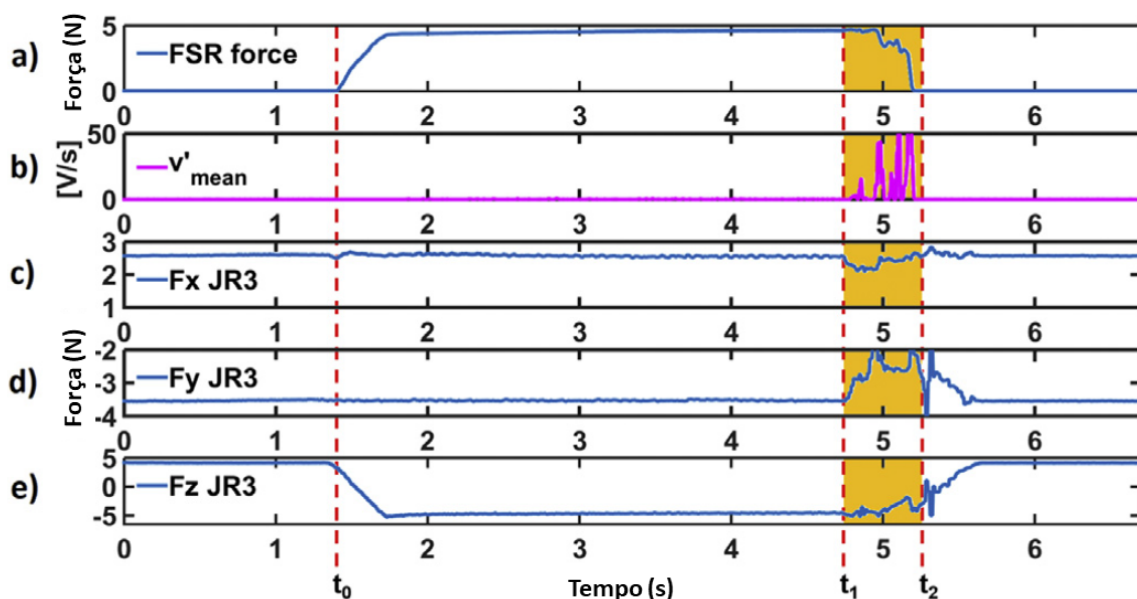 a)
Força (N)
5
0
FSR force
0 1 2 3 4 5 6
b)
[V/s]
50
0
v'mean
0 1 2 3 4 5 6
c)
3
2
1
Fx JR3
0 1 2 3 4 5 6
d)
Força (N)
-2
-3
-4
Fy JR3
0 1 2 3 4 5 6
e)
5
0
-5
Fz JR3
0 1 2 3 4 5 6
t0 Tempo (s) t1 t2